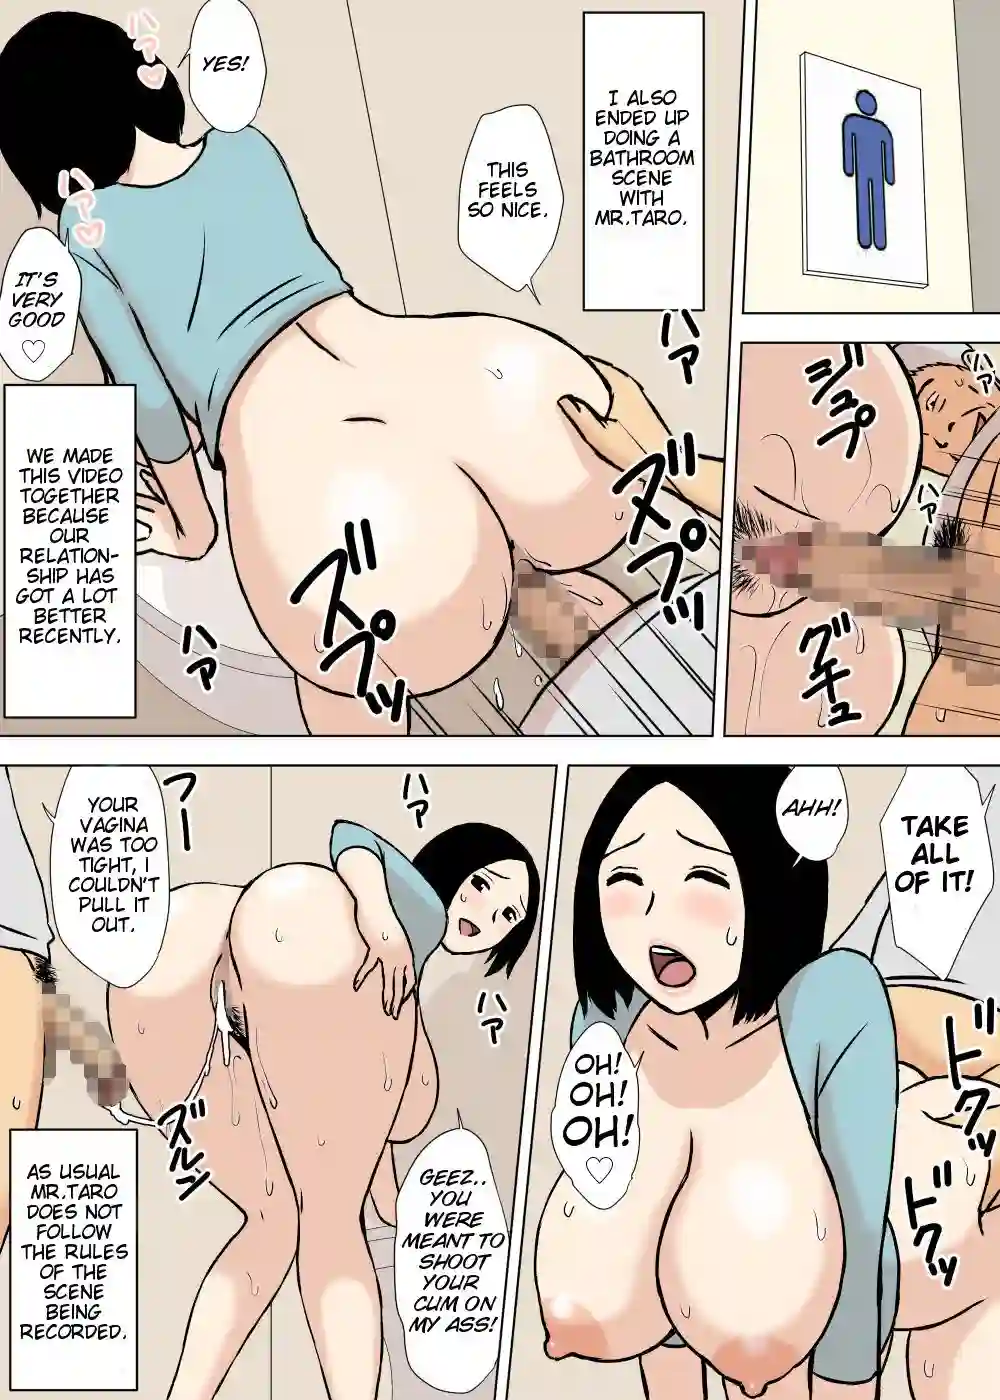 I ALSO
ENDED UP
DOING A
BATHROOM
SCENE
WITH
MR.TARO.
THIS
FEELS
SO NICE.
YES!
ハァ♡
ハァ♡
IT'S
VERY
GOOD
♡
WE MADE
THIS VIDEO
TOGETHER
BECAUSE
OUR
RELATION-
SHIP HAS
GOT A LOT
BETTER
RECENTLY.
ハァ
ズプッ
ズプッ
ハァ
ハァ
ジュプッ
ハァ
グチュ
TAKE
ALL
OF IT!
AHH!
OH!
OH!
OH!
♡
ドクッ
ドクッ
YOUR
VAGINA
WAS TOO
TIGHT, I
COULDN'T
PULL IT
OUT.
フー
ハァ
ハァ
ズルン
GEEZ..
YOU
WERE
MEANT TO
SHOOT
YOUR
CUM ON
MY ASS!
AS USUAL
MR.TARO
DOES NOT
FOLLOW
THE RULES
OF THE
SCENE
BEING
RECORDED.